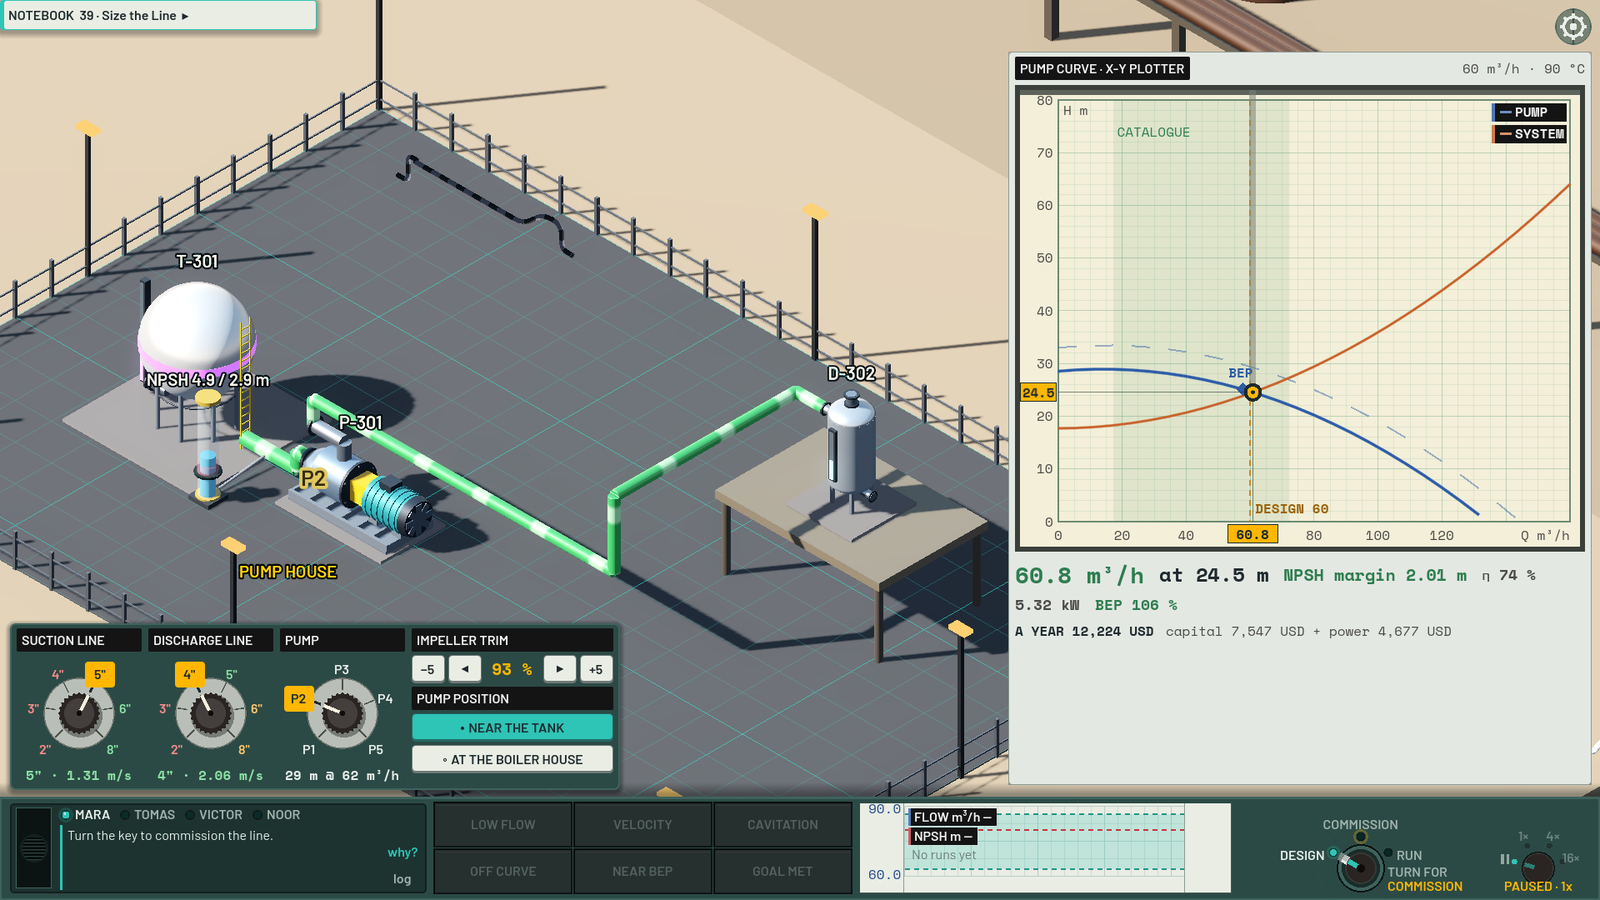 NOTEBOOK 39 · Size the Line ▸
T-301
NPSH 4.9 / 2.9 m
P-301
P2
PUMP HOUSE
D-302
PUMP CURVE · X-Y PLOTTER
60 m³/h · 90 °C
H m
CATALOGUE
PUMP
SYSTEM
80
70
60
50
40
30
24.5
20
10
0
BEP
DESIGN 60
0 20 40 60.8 80 100 120 Q m³/h
60.8 m³/h at 24.5 m NPSH margin 2.01 m η 74 %
5.32 kW BEP 106 %
A YEAR 12,224 USD capital 7,547 USD + power 4,677 USD
SUCTION LINE
4" 5"
3" 6"
2" 8"
5" · 1.31 m/s
DISCHARGE LINE
4" 5"
3" 6"
2" 8"
4" · 2.06 m/s
PUMP
P3
P2 P4
P1 P5
29 m @ 62 m³/h
IMPELLER TRIM
−5 ◂ 93 % ▸ +5
PUMP POSITION
• NEAR THE TANK
◦ AT THE BOILER HOUSE
MARA TOMAS VICTOR NOOR
Turn the key to commission the line.
why?
log
LOW FLOW VELOCITY CAVITATION
OFF CURVE NEAR BEP GOAL MET
90.0
FLOW m³/h —
NPSH m —
No runs yet
60.0
COMMISSION
DESIGN
RUN
TURN FOR
COMMISSION
1× 4×
16×
PAUSED · 1x